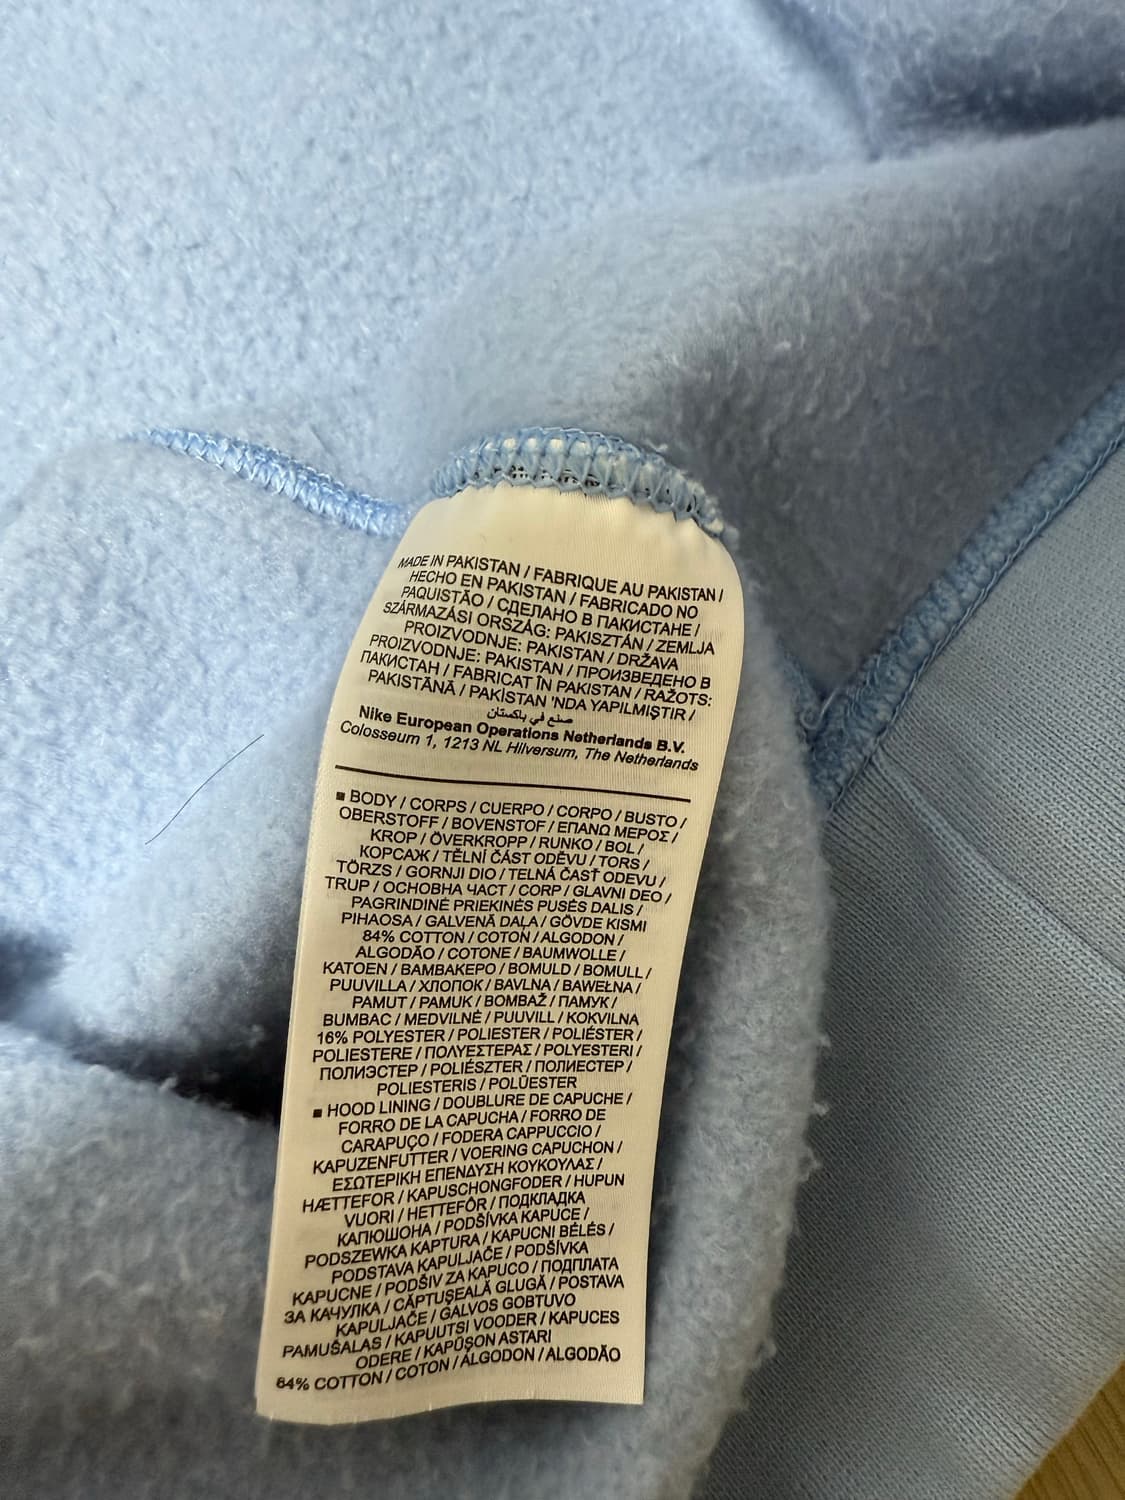 MADE IN PAKISTAN / FABRIQUE AU PAKISTAN /
HECHO EN PAKISTAN / FABRICADO NO
PAQUISTÃO / СДЕЛАНО В ПАКИСТАНЕ /
SZÁRMAZÁSI ORSZÁG: PAKISZTÁN / ZEMLJA
PROIZVODNJE: PAKISTAN / DRŽAVA
PROIZVODNJE: PAKISTAN / ПРОИЗВЕДЕНО В
ПАКИСТАН / FABRICAT ÎN PAKISTAN / RAŽOTS:
PAKISTĀNĀ / PAKİSTAN 'NDA YAPILMIŞTIR /
صنع في باكستان
Nike European Operations Netherlands B.V.
Colosseum 1, 1213 NL Hilversum, The Netherlands
■ BODY / CORPS / CUERPO / CORPO / BUSTO /
OBERSTOFF / BOVENSTOF / ΕΠΑΝΩ ΜΕΡΟΣ /
KROP / ÖVERKROPP / RUNKO / BOL /
КОРСАЖ / TĚLNÍ ČÁST ODĚVU / TORS /
TÖRZS / GORNJI DIO / TELNÁ ČASŤ ODEVU /
TRUP / ОСНОВНА ЧАСТ / CORP / GLAVNI DEO /
PAGRINDINĖ PRIEKINĖS PUSĖS DALIS /
PIHAOSA / GALVENĀ DAĻA / GÖVDE KISMI
84% COTTON / COTON / ALGODON /
ALGODÃO / COTONE / BAUMWOLLE /
KATOEN / ΒΑΜΒΑΚΕΡΟ / BOMULD / BOMULL /
PUUVILLA / ХЛОПОК / BAVLNA / BAWEŁNA /
PAMUT / PAMUK / BOMBAŽ / ПАМУК /
BUMBAC / MEDVILNĖ / PUUVILL / KOKVILNA
16% POLYESTER / POLIESTER / POLIÉSTER /
POLIESTERE / ΠΟΛΥΕΣΤΕΡΑΣ / POLYESTERI /
ПОЛИЭСТЕР / POLIÉSZTER / ПОЛИЕСТЕР /
POLIESTERIS / POLÜESTER
■ HOOD LINING / DOUBLURE DE CAPUCHE /
FORRO DE LA CAPUCHA / FORRO DE
CARAPUÇO / FODERA CAPPUCCIO /
KAPUZENFUTTER / VOERING CAPUCHON /
ΕΣΩΤΕΡΙΚΗ ΕΠΕΝΔΥΣΗ ΚΟΥΚΟΥΛΑΣ /
HÆTTEFOR / KAPUSCHONGFODER / HUPUN
VUORI / HETTEFÔR / ПОДКЛАДКА
КАПЮШОНА / PODŠÍVKA KAPUCE /
PODSZEWKA KAPTURA / KAPUCNI BÉLÉS /
PODSTAVA KAPULJAČE / PODŠÍVKA
KAPUCNE / PODŠIV ZA KAPUCO / ПОДПЛАТА
ЗА КАЧУЛКА / CĂPTUŞEALĂ GLUGĂ / POSTAVA
KAPULJAČE / GALVOS GOBTUVO
PAMUŠALAS / KAPUUTSI VOODER / KAPUCES
ODERE / KAPÜŞON ASTARI
84% COTTON / COTON / ALGODON / ALGODÃO